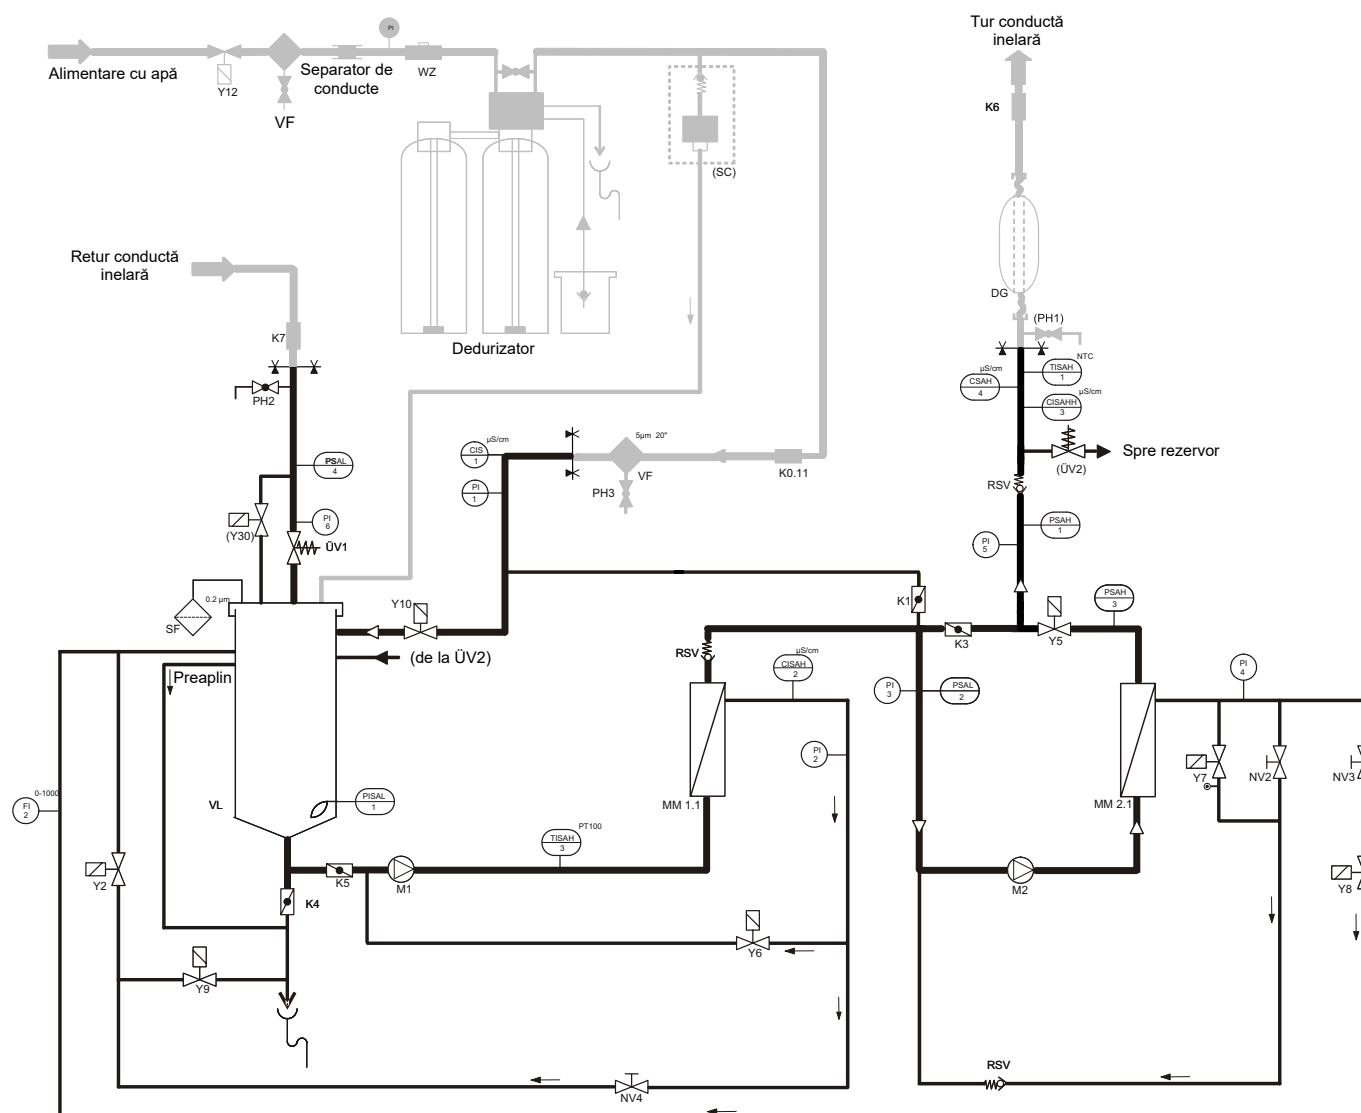 Tur conductă
inelară
PI
Alimentare cu apă
Separator de
conducte
WZ
Y12
VF
K6
(SC)
Retur conductă
inelară
DG
(PH1)
K7
Dedurizator
NTC
TISAH
1
µS/cm
CSAH
4
µS/cm
CISAHH
3
PH2
CIS
1
µS/cm
5µm 20"
VF
K0.11
PH3
(ÜV2)
Spre rezervor
PSAL
4
PI
1
RSV
PI
6
(Y30)
ÜV1
PSAH
1
PI
5
0.2 µm
SF
Y10
K1
PSAH
3
K3
Y5
(de la ÜV2)
RSV
µS/cm
CISAH
2
Preaplin
PI
3
PSAL
2
PI
4
PI
2
Y7
NV2
NV3
0-1000
FI
2
VL
PISAL
1
MM 1.1
MM 2.1
PT100
TISAH
3
Y2
K5
M1
M2
Y8
K4
Y6
Y9
RSV
NV4